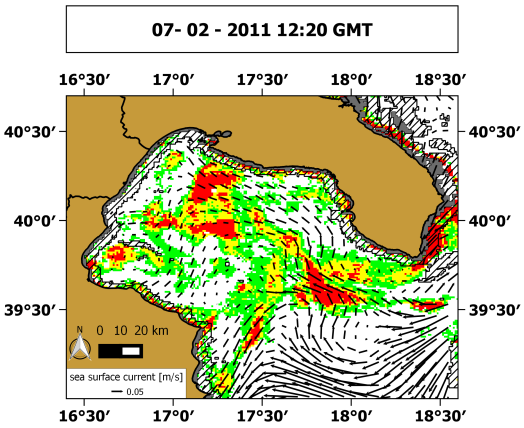 07- 02 - 2011 12:20 GMT
16°30′ 17°0′ 17°30′ 18°0′ 18°30′
40°30′ 40°30′
40°0′ 40°0′
39°30′ 39°30′
N 0 10 20 km
sea surface current [m/s]
0.05
16°30′ 17°0′ 17°30′ 18°0′ 18°30′